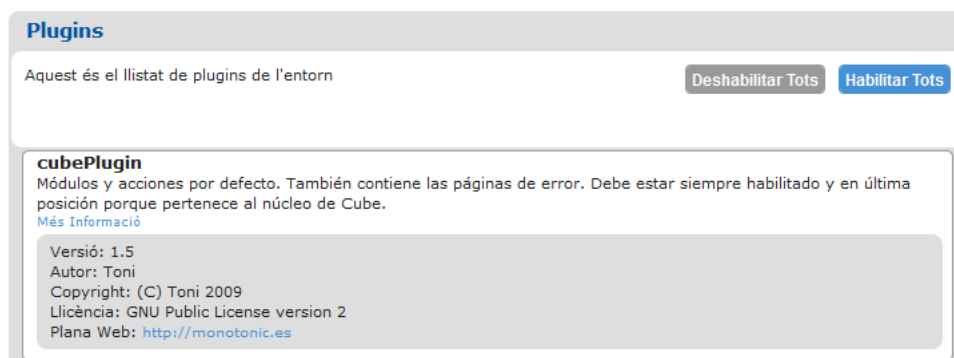 Plugins
Aquest és el llistat de plugins de l'entorn
Deshabilitar Tots
Habilitar Tots
cubePlugin
Módulos y acciones por defecto. También contiene las páginas de error. Debe estar siempre habilitado y en última
posición porque pertenece al núcleo de Cube.
Més Informació
Versió: 1.5
Autor: Toni
Copyright: (C) Toni 2009
Llicència: GNU Public License version 2
Plana Web: http://monotonic.es